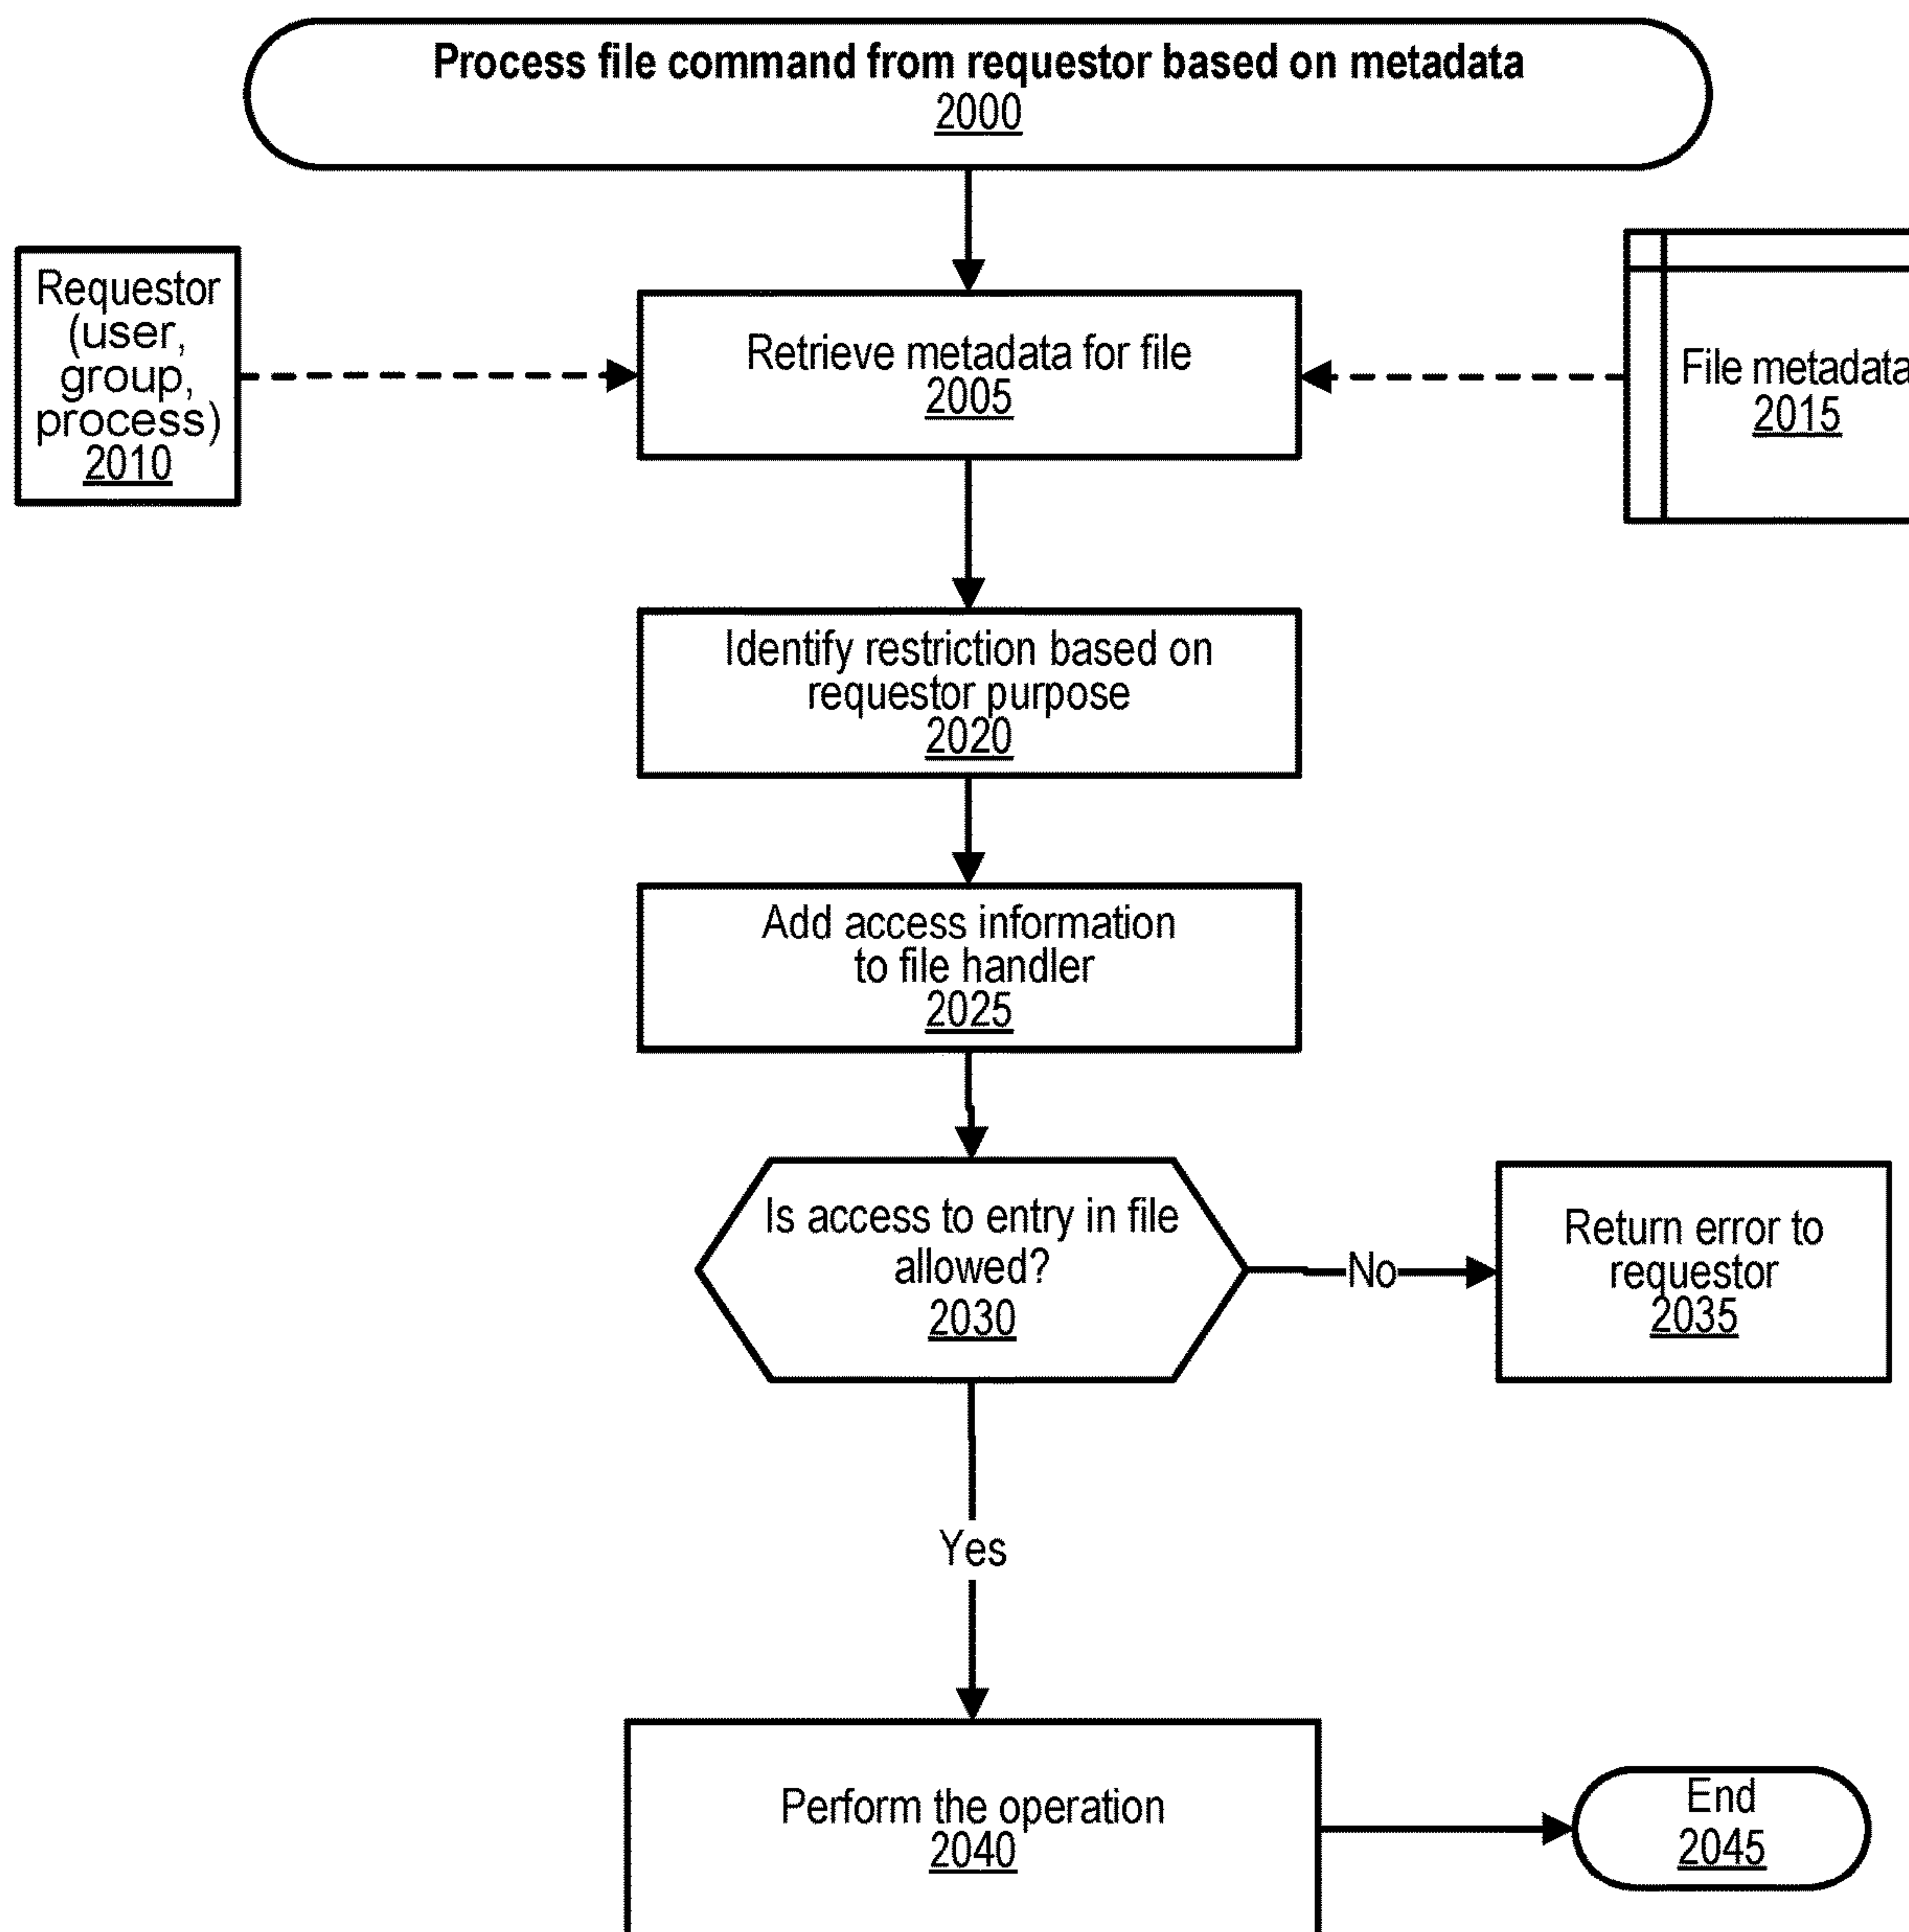 Process file command from requestor based on metadata
2000
Requestor
(user,
group,
process)
2010
Retrieve metadata for file
2005
File metadata
2015
Identify restriction based on
requestor purpose
2020
Add access information
to file handler
2025
Is access to entry in file
allowed?
2030
No
Return error to
requestor
2035
Yes
Perform the operation
2040
End
2045